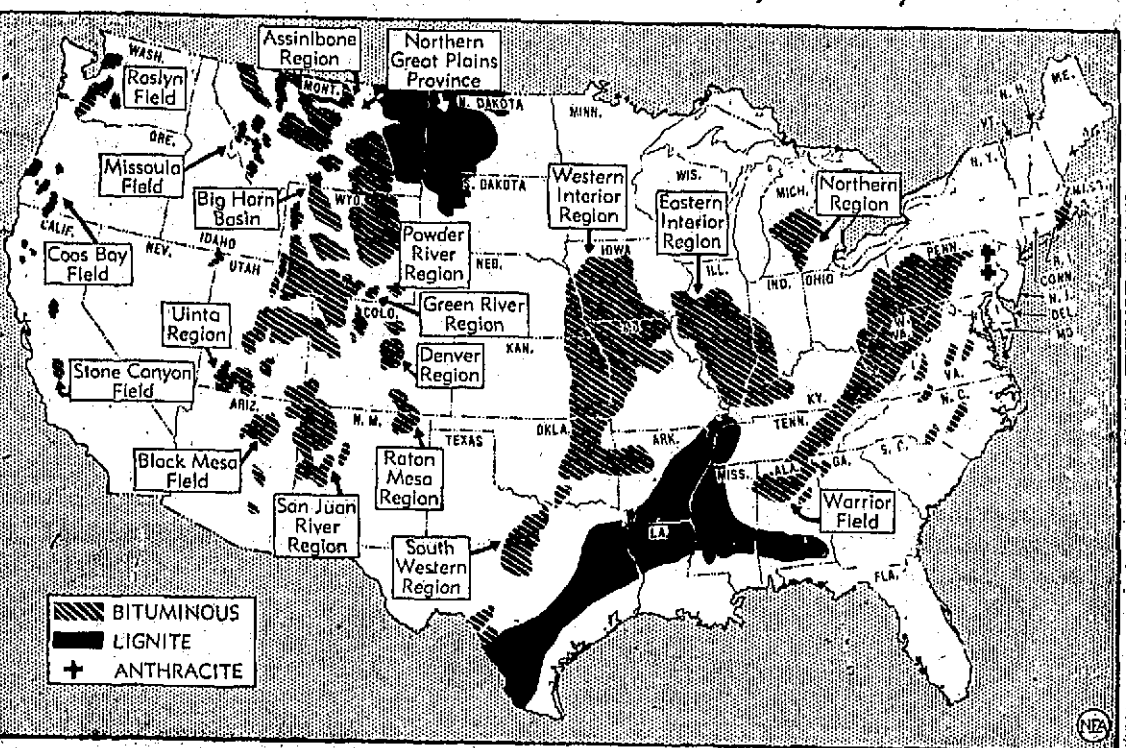 WASH.
Roslyn
Field
Assinibone
Region
MONT.
Northern
Great Plains
Province
N. DAKOTA
MINN.
ME.
N. H.
VT.
N. Y.
MASS.
R. I.
CONN.
N. J.
DEL.
MD
ORE.
Missoula
Field
Big Horn
Basin
WYO.
S. DAKOTA
Western
Interior
Region
WIS.
Eastern
Interior
Region
MICH.
Northern
Region
CALIF.
NEV.
IDAHO
UTAH
Coos Bay
Field
Powder
River
Region
NEB.
IOWA
ILL.
IND.
OHIO
PENN.
Uinta
Region
COLO.
Green River
Region
W.
VA.
VA.
Stone Canyon
Field
Denver
Region
KAN.
KY.
N. C.
ARIZ.
N. M.
TEXAS
OKLA.
ARK.
TENN.
S. C.
Black Mesa
Field
San Juan
River
Region
Raton
Mesa
Region
South
Western
Region
MISS.
ALA.
GA.
Warrior
Field
LA.
FLA.
BITUMINOUS
LIGNITE
ANTHRACITE
NEA